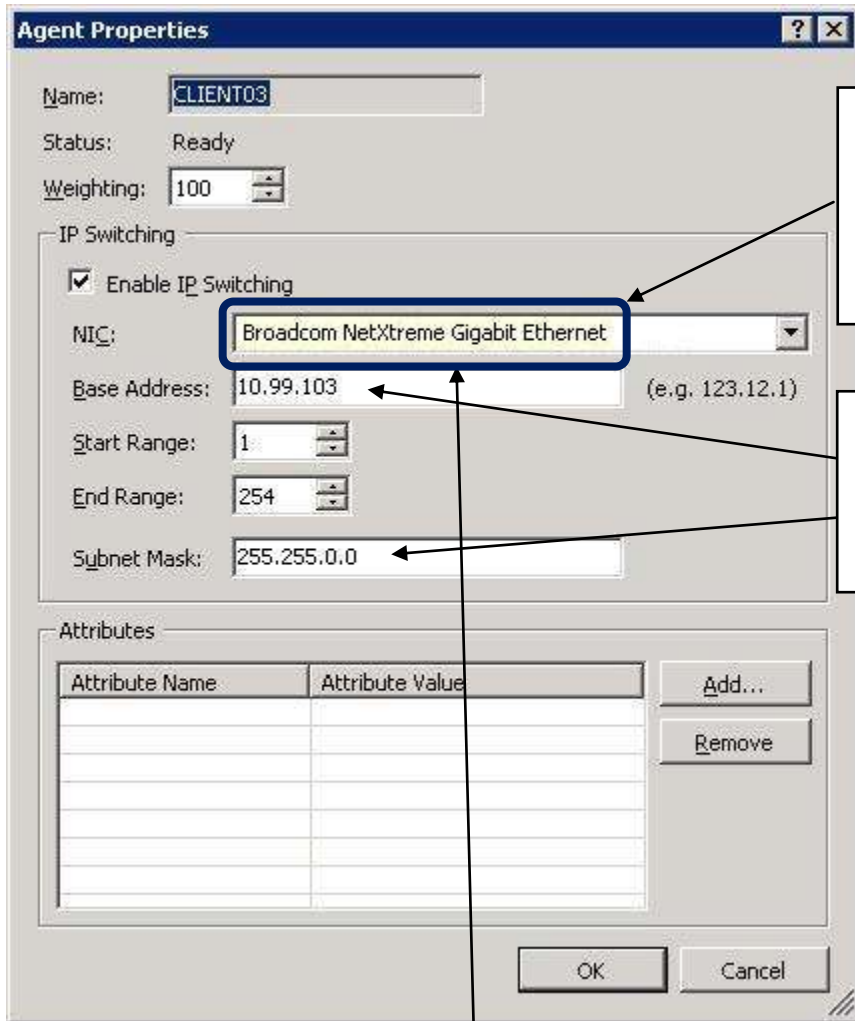 Agent Properties
Name: CLIENT03
Status: Ready
Weighting: 100
IP Switching
Enable IP Switching
NIC: Broadcom NetXtreme Gigabit Ethernet
Base Address: 10.99.103 (e.g. 123.12.1)
Start Range: 1
End Range: 254
Subnet Mask: 255.255.0.0
Attributes
Attribute Name Attribute Value Add...
Remove
OK Cancel